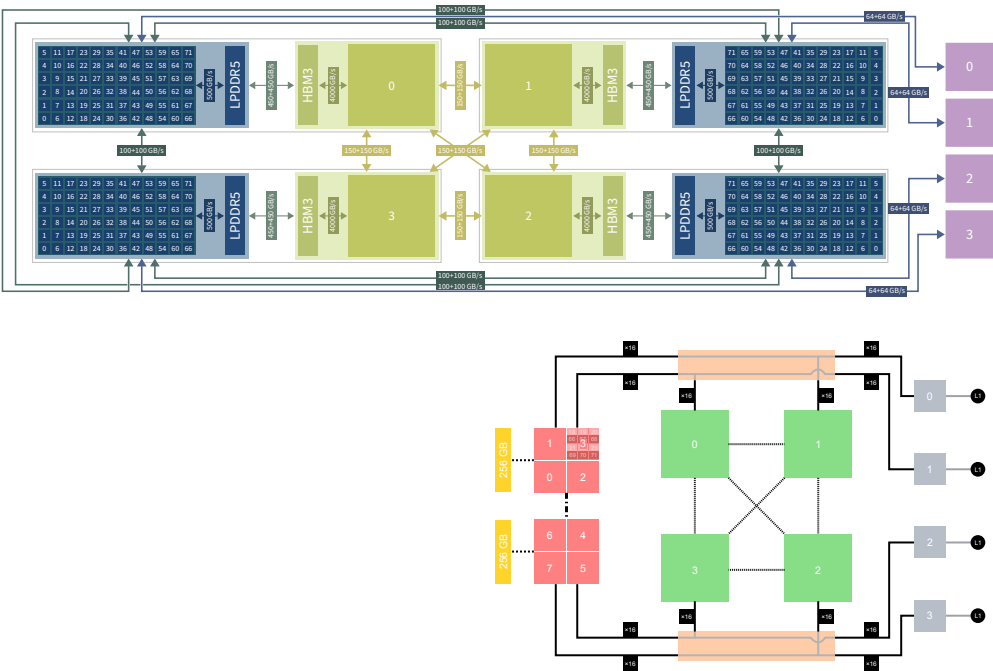 100+100 GB/s
100+100 GB/s
64+64 GB/s
5 11 17 23 29 35 41 47 53 59 65 71
4 10 16 22 28 34 40 46 52 58 64 70
3 9 15 21 27 33 39 45 51 57 63 69
2 8 14 20 26 32 38 44 50 56 62 68
1 7 13 19 25 31 37 43 49 55 61 67
0 6 12 18 24 30 36 42 48 54 60 66
500 GB/s
LPDDR5
450+450 GB/s
HBM3
4000 GB/s
0
150+150 GB/s
1
4000 GB/s
HBM3
450+450 GB/s
LPDDR5
500 GB/s
71 65 59 53 47 41 35 29 23 17 11 5
70 64 58 52 46 40 34 28 22 16 10 4
69 63 57 51 45 39 33 27 21 15 9 3
68 62 56 50 44 38 32 26 20 14 8 2
67 61 55 49 43 37 31 25 19 13 7 1
66 60 54 48 42 36 30 24 18 12 6 0
0
64+64 GB/s
1
100+100 GB/s
150+150 GB/s
150+150 GB/s
150+150 GB/s
100+100 GB/s
5 11 17 23 29 35 41 47 53 59 65 71
4 10 16 22 28 34 40 46 52 58 64 70
3 9 15 21 27 33 39 45 51 57 63 69
2 8 14 20 26 32 38 44 50 56 62 68
1 7 13 19 25 31 37 43 49 55 61 67
0 6 12 18 24 30 36 42 48 54 60 66
500 GB/s
LPDDR5
450+450 GB/s
HBM3
4000 GB/s
3
150+150 GB/s
2
4000 GB/s
HBM3
450+450 GB/s
LPDDR5
500 GB/s
71 65 59 53 47 41 35 29 23 17 11 5
70 64 58 52 46 40 34 28 22 16 10 4
69 63 57 51 45 39 33 27 21 15 9 3
68 62 56 50 44 38 32 26 20 14 8 2
67 61 55 49 43 37 31 25 19 13 7 1
66 60 54 48 42 36 30 24 18 12 6 0
2
64+64 GB/s
3
100+100 GB/s
100+100 GB/s
64+64 GB/s
×16
×16
×16
×16
×16
×16
0
L1
256 GB
1
3
0
2
0
1
1
L1
256 GB
6
4
7
5
3
2
2
L1
×16
×16
3
L1
×16
×16
×16
×16